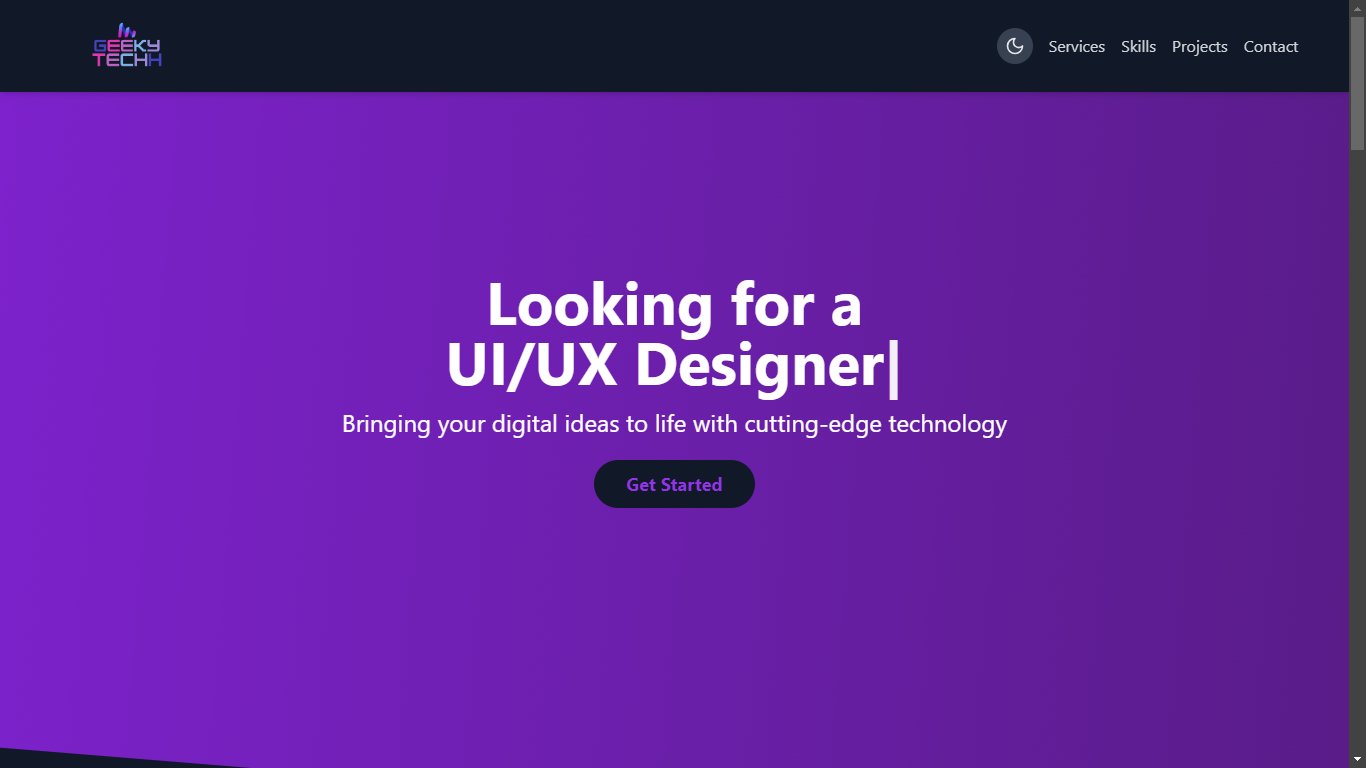 GEEKY
TECHH
Services Skills Projects Contact
Looking for a
UI/UX Designer|
Bringing your digital ideas to life with cutting-edge technology
Get Started